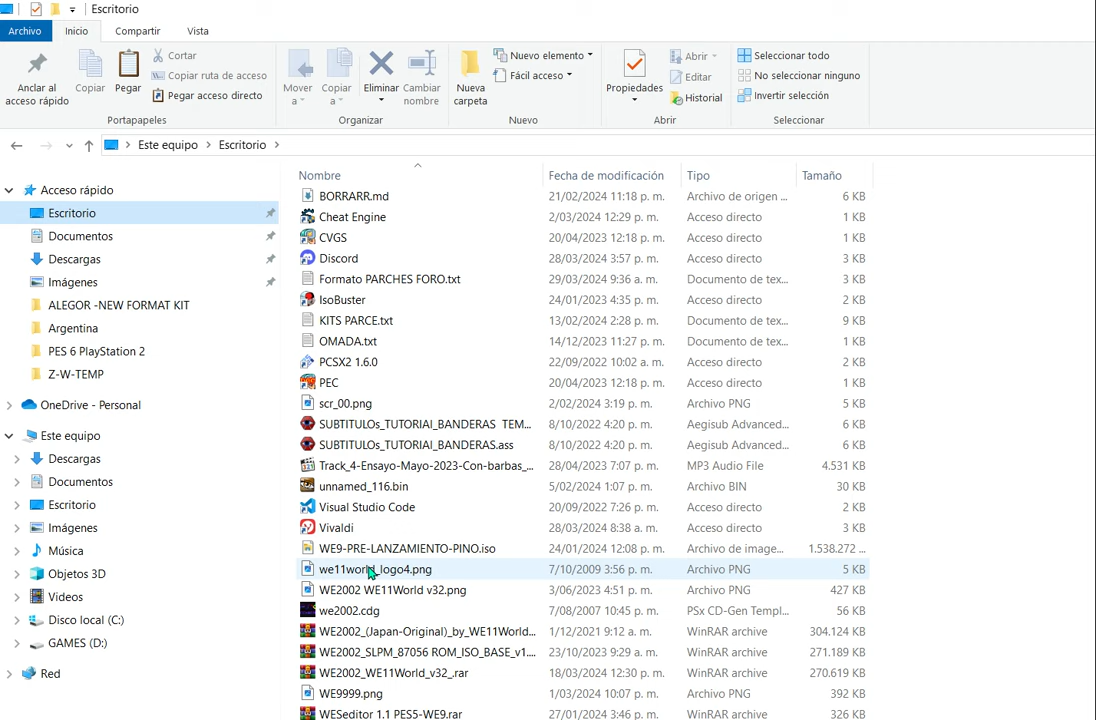 Escritorio
Archivo Inicio Compartir Vista
Anclar al acceso rápido
Copiar
Pegar
Cortar
Copiar ruta de acceso
Pegar acceso directo
Portapapeles
Mover a
Copiar a
Eliminar
Cambiar nombre
Organizar
Nueva carpeta
Nuevo elemento
Fácil acceso
Nuevo
Propiedades
Abrir
Editar
Historial
Abrir
Seleccionar todo
No seleccionar ninguno
Invertir selección
Seleccionar
Este equipo > Escritorio >
Acceso rápido
Escritorio
Documentos
Descargas
Imágenes
ALEGOR -NEW FORMAT KIT
Argentina
PES 6 PlayStation 2
Z-W-TEMP
OneDrive - Personal
Este equipo
Descargas
Documentos
Escritorio
Imágenes
Música
Objetos 3D
Videos
Disco local (C:)
GAMES (D:)
Red
Nombre Fecha de modificación Tipo Tamaño
BORRARR.md 21/02/2024 11:18 p. m. Archivo de origen ... 6 KB
Cheat Engine 2/03/2024 12:29 p. m. Acceso directo 1 KB
CVGS 20/04/2023 12:18 p. m. Acceso directo 1 KB
Discord 28/03/2024 3:57 p. m. Acceso directo 3 KB
Formato PARCHES FORO.txt 29/03/2024 9:36 a. m. Documento de tex... 3 KB
IsoBuster 24/01/2023 4:35 p. m. Acceso directo 2 KB
KITS PARCE.txt 13/02/2024 2:28 p. m. Documento de tex... 9 KB
OMADA.txt 14/12/2023 11:27 p. m. Documento de tex... 3 KB
PCSX2 1.6.0 22/09/2022 10:02 a. m. Acceso directo 2 KB
PEC 20/04/2023 12:18 p. m. Acceso directo 1 KB
scr_00.png 2/02/2024 3:19 p. m. Archivo PNG 5 KB
SUBTITULOs_TUTORIAl_BANDERAS TEM... 8/10/2022 4:20 p. m. Aegisub Advanced... 6 KB
SUBTITULOs_TUTORIAl_BANDERAS.ass 8/10/2022 4:20 p. m. Aegisub Advanced... 6 KB
Track_4-Ensayo-Mayo-2023-Con-barbas_... 28/04/2023 7:07 p. m. MP3 Audio File 4.531 KB
unnamed_116.bin 5/02/2024 1:07 p. m. Archivo BIN 30 KB
Visual Studio Code 20/09/2022 7:26 p. m. Acceso directo 2 KB
Vivaldi 28/03/2024 8:38 a. m. Acceso directo 3 KB
WE9-PRE-LANZAMIENTO-PINO.iso 24/01/2024 12:08 p. m. Archivo de image... 1.538.272 ...
we11world_logo4.png 7/10/2009 3:56 p. m. Archivo PNG 5 KB
WE2002 WE11World v32.png 3/06/2023 4:51 p. m. Archivo PNG 427 KB
we2002.cdg 7/08/2007 10:45 p. m. PSx CD-Gen Templ... 56 KB
WE2002_(Japan-Original)_by_WE11World... 1/12/2021 9:12 a. m. WinRAR archive 304.124 KB
WE2002_SLPM_87056 ROM_ISO_BASE_v1.... 23/10/2023 9:29 a. m. WinRAR archive 271.189 KB
WE2002_WE11World_v32_.rar 18/03/2024 12:30 p. m. WinRAR archive 270.619 KB
WE9999.png 1/03/2024 10:07 p. m. Archivo PNG 392 KB
WESeditor 1.1 PES5-WE9.rar 27/01/2024 3:46 p. m. WinRAR archive 326 KB